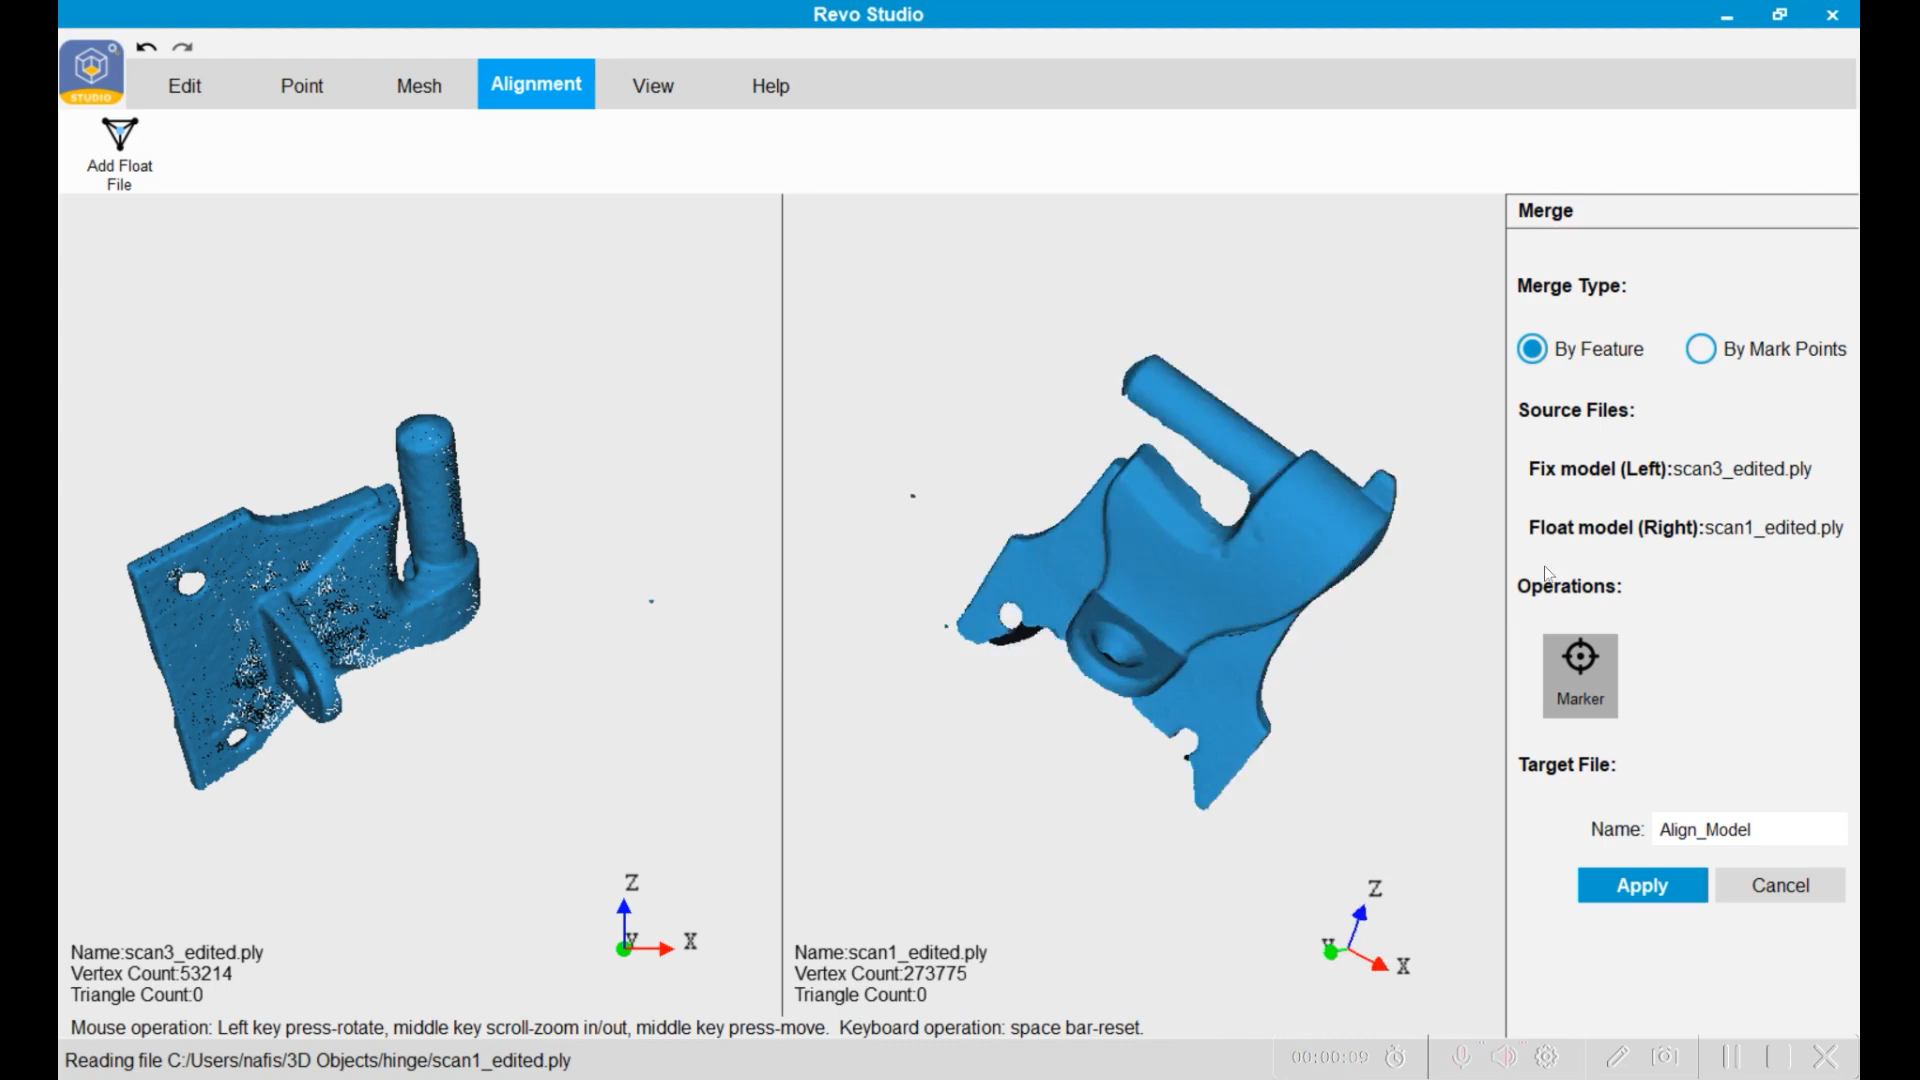 Revo Studio
STUDIO
Edit
Point
Mesh
Alignment
View
Help
Add Float
File
Merge
Merge Type:
By Feature
By Mark Points
Source Files:
Fix model (Left):scan3_edited.ply
Float model (Right):scan1_edited.ply
Operations:
Marker
Target File:
Name: Align_Model
Apply
Cancel
Z
Y
X
Z
Y
X
Name:scan3_edited.ply
Vertex Count:53214
Triangle Count:0
Name:scan1_edited.ply
Vertex Count:273775
Triangle Count:0
Mouse operation: Left key press-rotate, middle key scroll-zoom in/out, middle key press-move. Keyboard operation: space bar-reset.
Reading file C:/Users/nafis/3D Objects/hinge/scan1_edited.ply
00:00:09